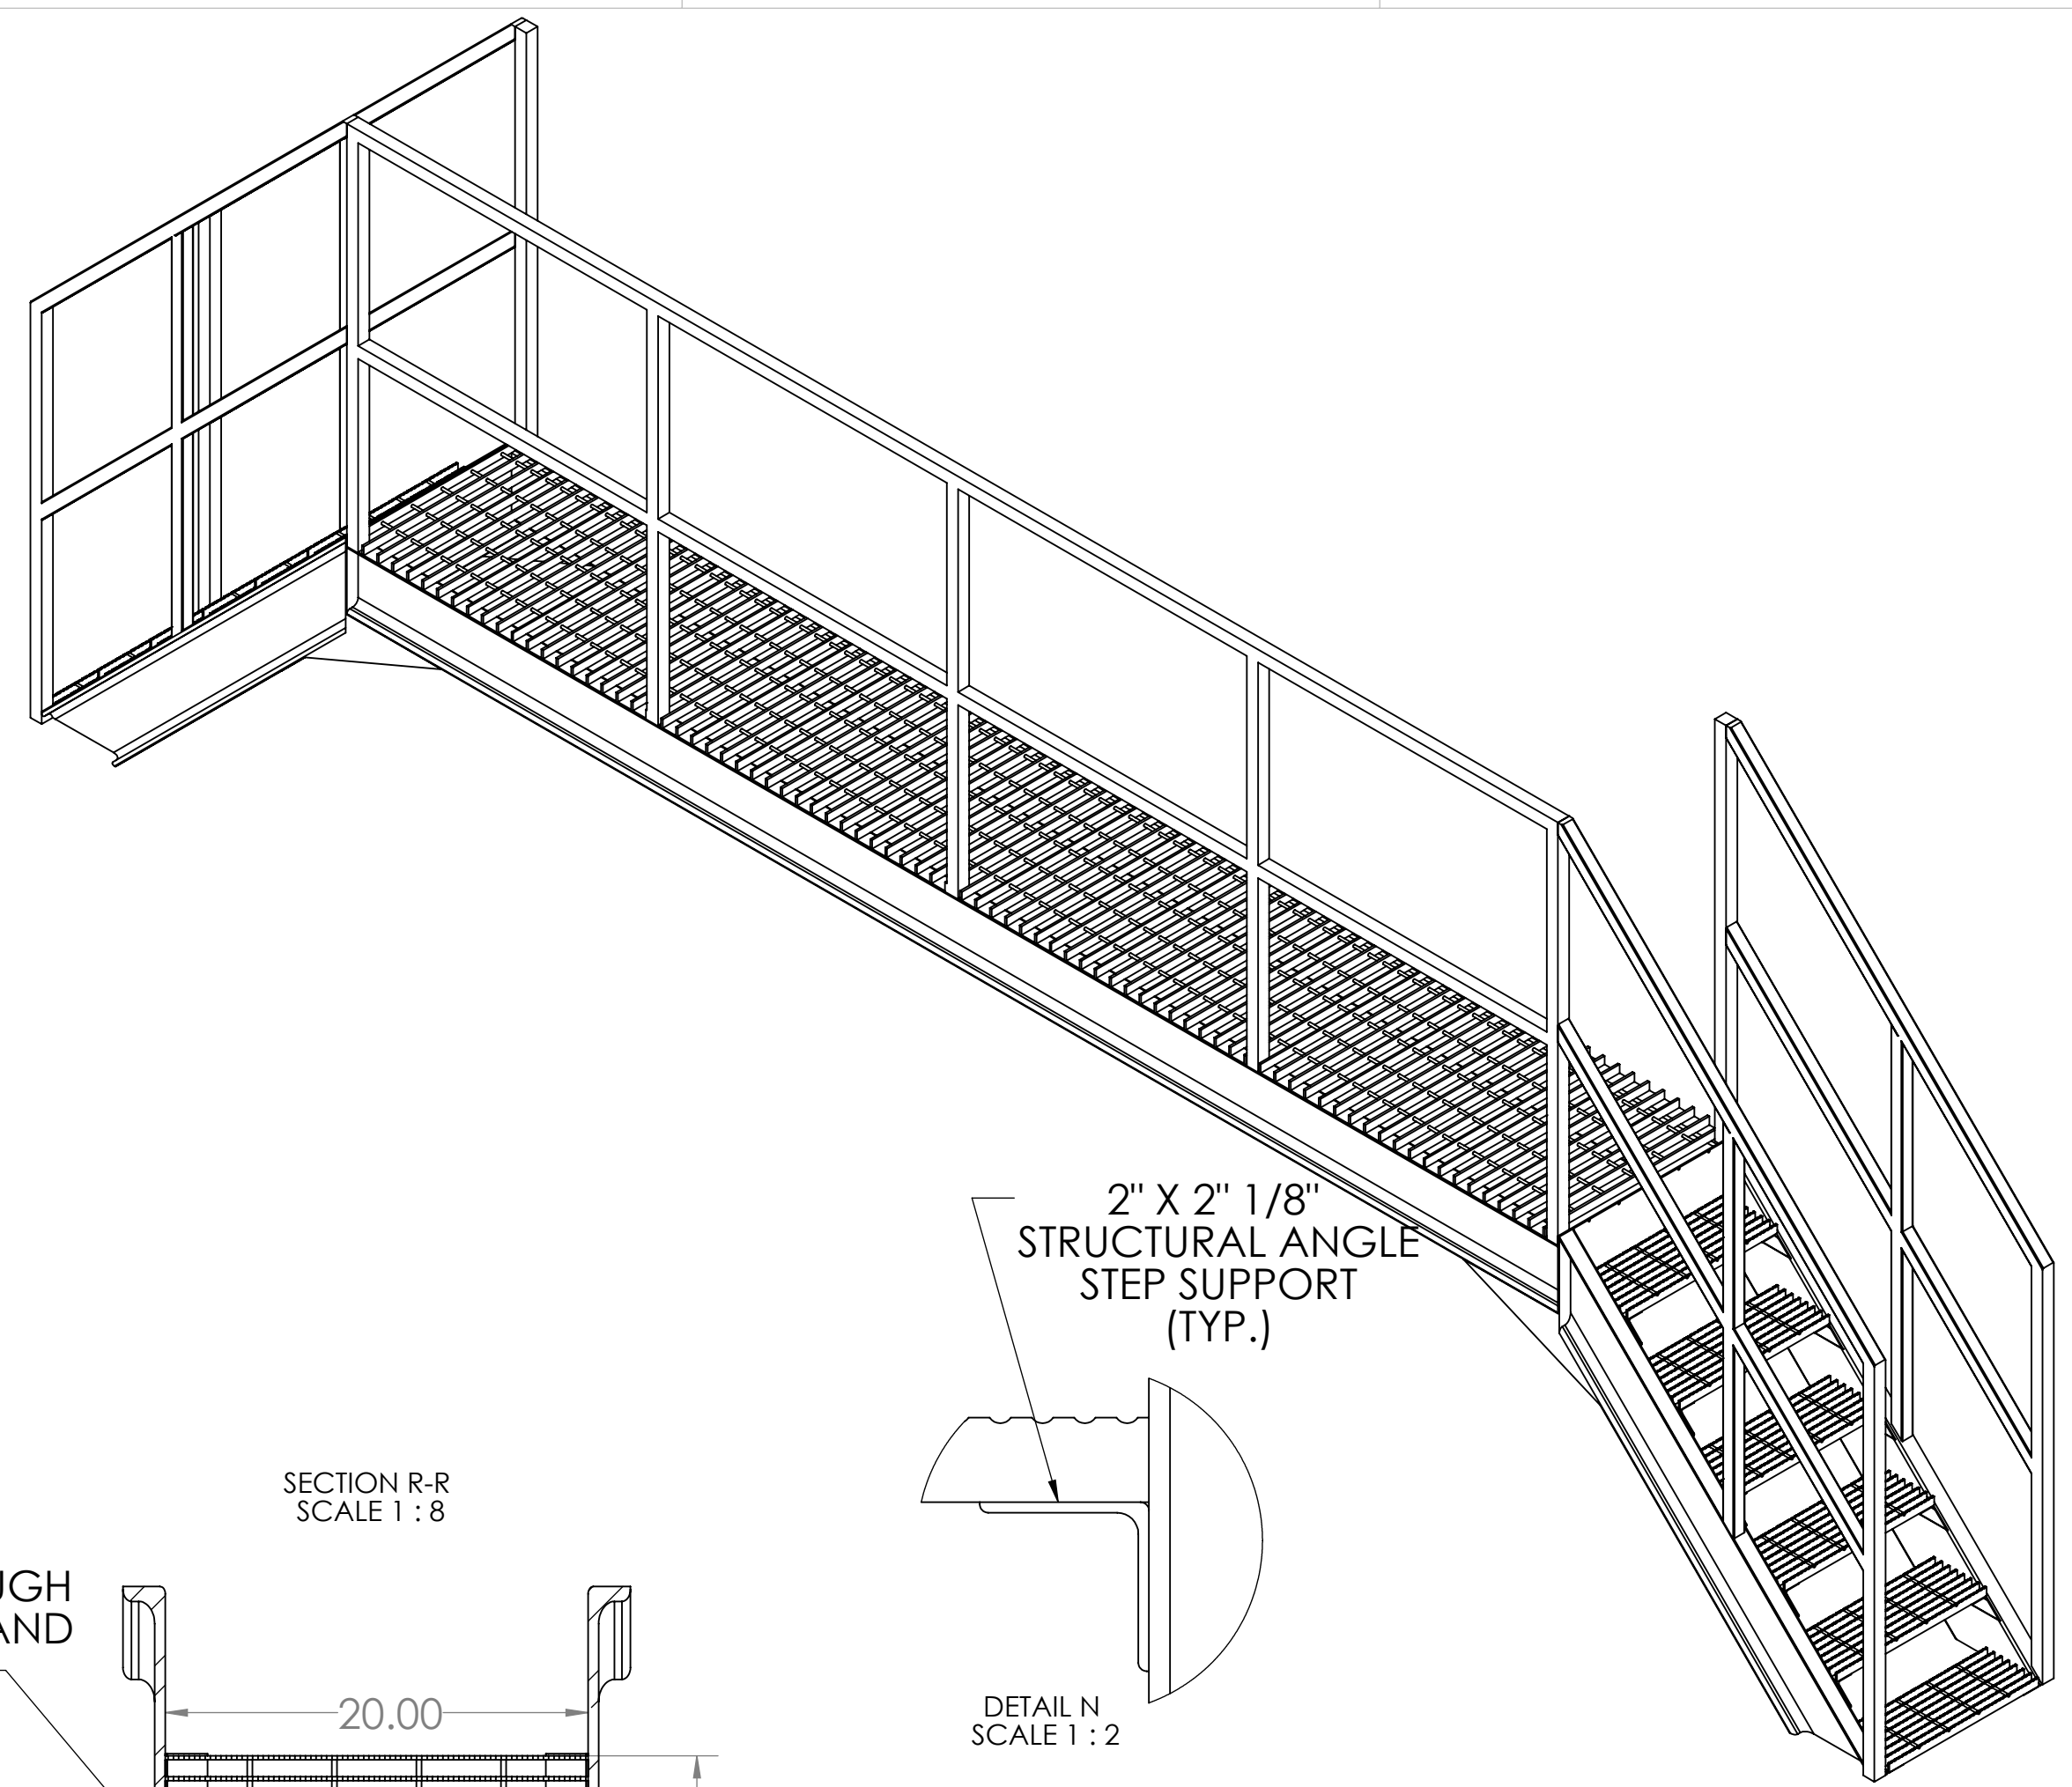 2" X 2" 1/8"
STRUCTURAL ANGLE
STEP SUPPORT
(TYP.)
SECTION R-R
SCALE 1 : 8
UGH
AND
20.00
DETAIL N
SCALE 1 : 2